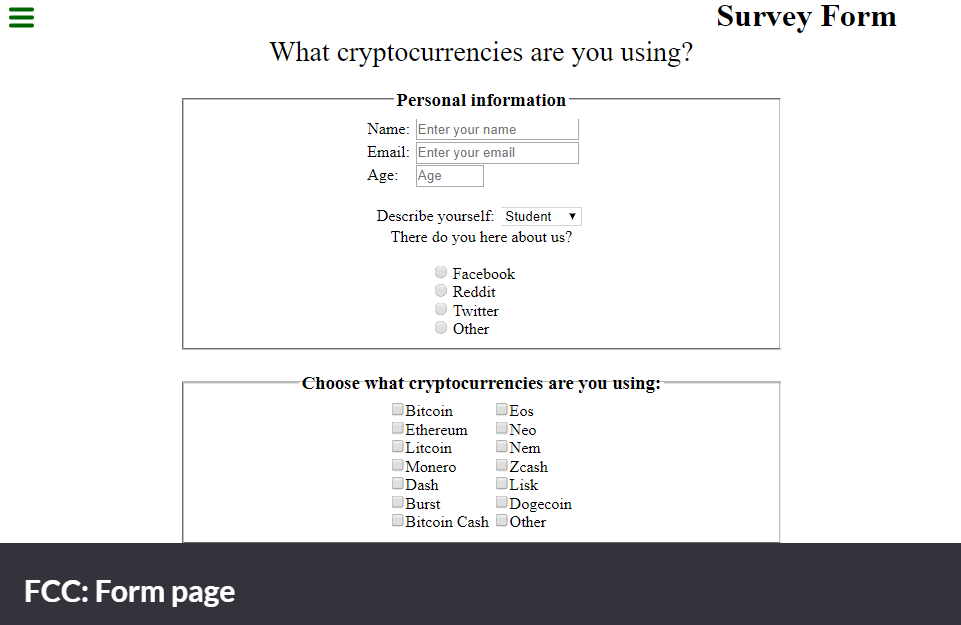 Survey Form
What cryptocurrencies are you using?
Personal information
Name: Enter your name
Email: Enter your email
Age: Age
Describe yourself: Student
There do you here about us?
Facebook
Reddit
Twitter
Other
Choose what cryptocurrencies are you using:
Bitcoin Eos
Ethereum Neo
Litcoin Nem
Monero Zcash
Dash Lisk
Burst Dogecoin
Bitcoin Cash Other
FCC: Form page